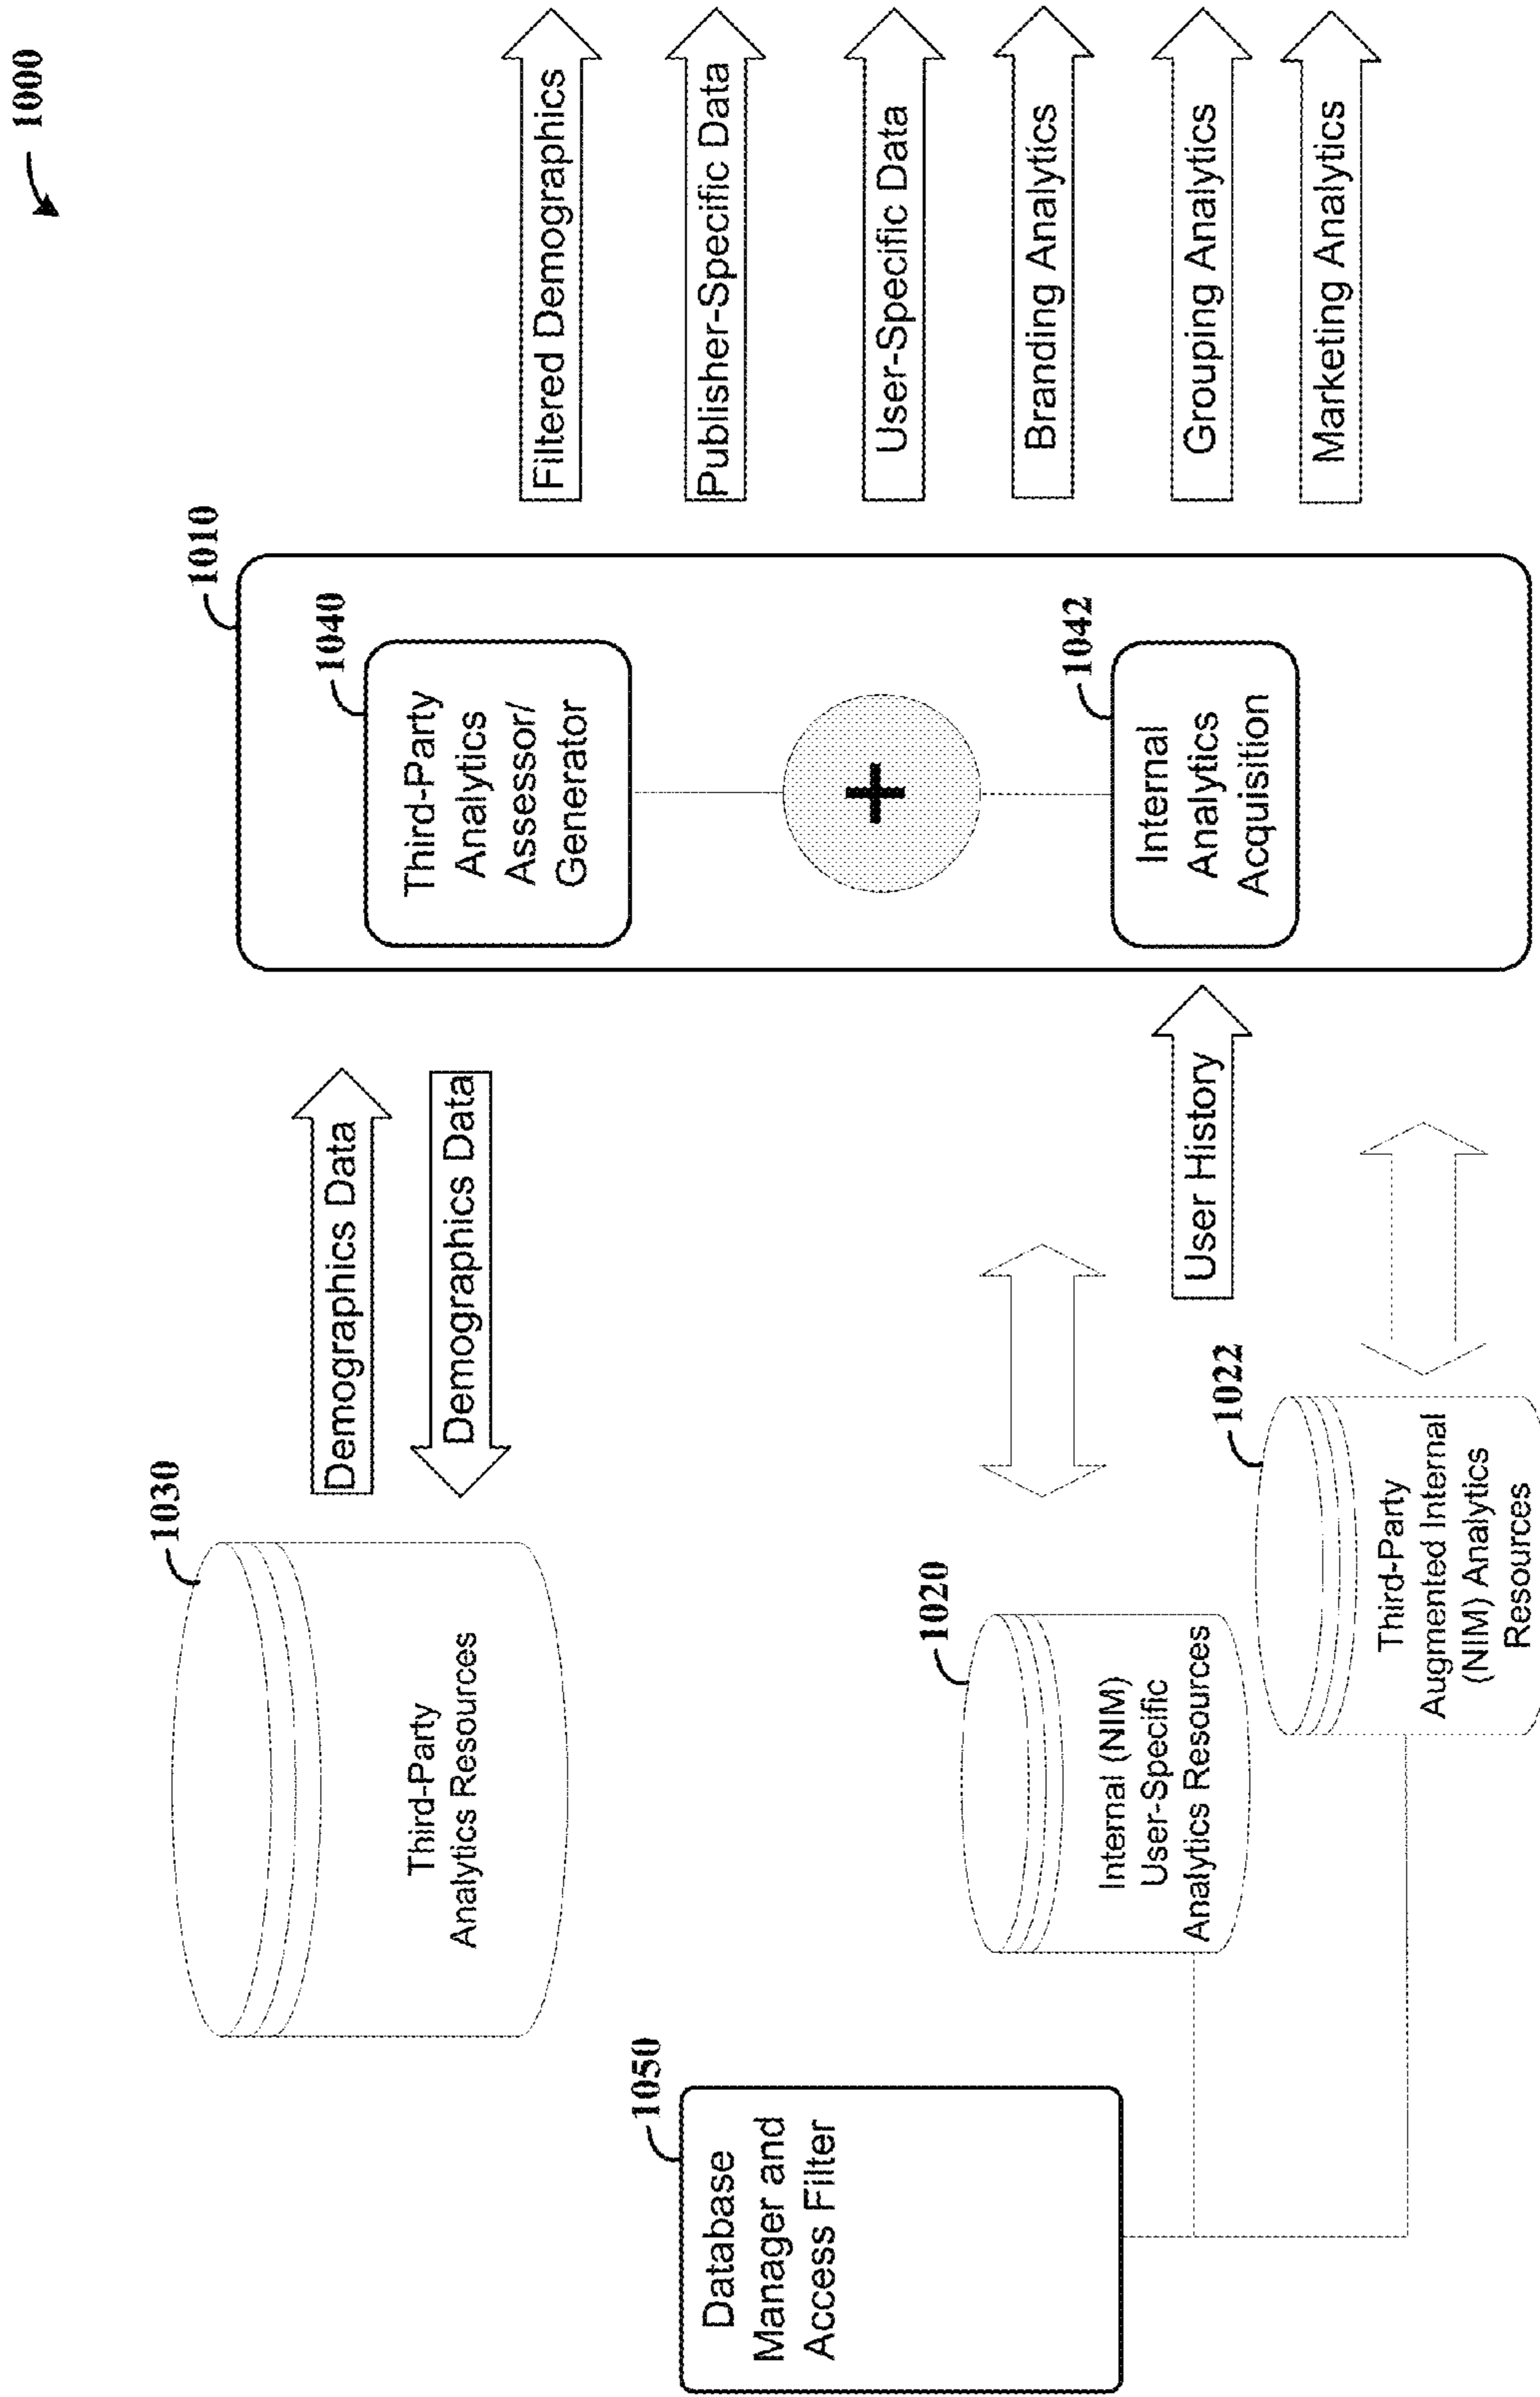 1000
1030
Third-Party
Analytics Resources
Demographics Data
Demographics Data
1010
1040
Third-Party
Analytics
Assessor/
Generator
+
1042
Internal
Analytics
Acquisition
Filtered Demographics
Publisher-Specific Data
User-Specific Data
Branding Analytics
Grouping Analytics
Marketing Analytics
1050
Database
Manager and
Access Filter
1020
Internal (NIM)
User-Specific
Analytics Resources
User History
1022
Third-Party
Augmented Internal
(NIM) Analytics
Resources